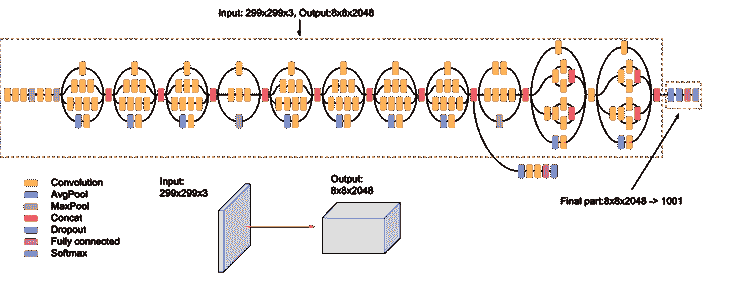 Input: 299x299x3, Output:8x8x2048
Convolution
AvgPool
MaxPool
Concat
Dropout
Fully connected
Softmax
Input:
299x299x3
Output:
8x8x2048
Final part:8x8x2048 -> 1001